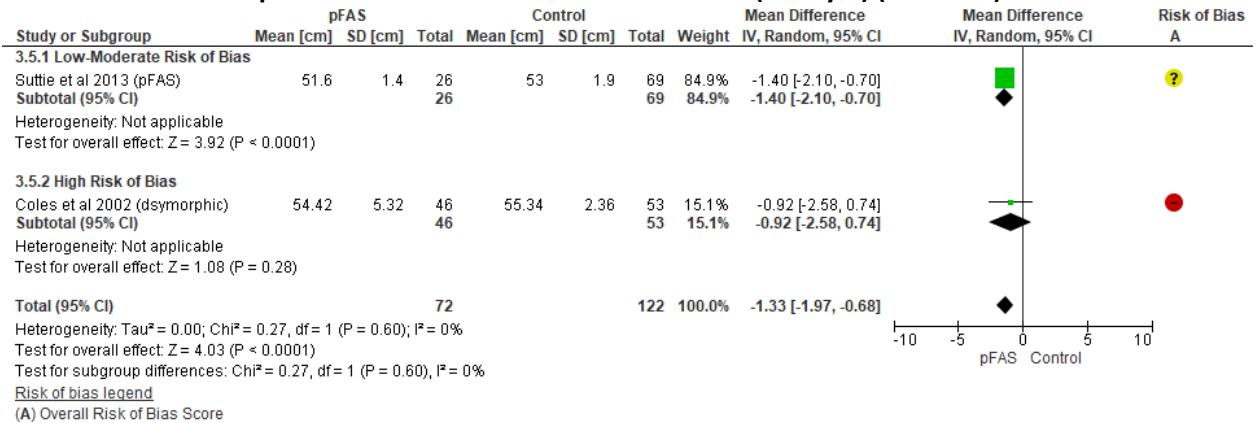 pFAS Control Mean Difference Mean Difference Risk of Bias
Study or Subgroup Mean [cm] SD [cm] Total Mean [cm] SD [cm] Total Weight IV, Random, 95% CI IV, Random, 95% CI A
3.5.1 Low-Moderate Risk of Bias
Suttie et al 2013 (pFAS) 51.6 1.4 26 53 1.9 69 84.9% -1.40 [-2.10, -0.70] ?
Subtotal (95% CI) 26 69 84.9% -1.40 [-2.10, -0.70]
Heterogeneity: Not applicable
Test for overall effect: Z = 3.92 (P < 0.0001)
3.5.2 High Risk of Bias
Coles et al 2002 (dsymorphic) 54.42 5.32 46 55.34 2.36 53 15.1% -0.92 [-2.58, 0.74]
Subtotal (95% CI) 46 53 15.1% -0.92 [-2.58, 0.74]
Heterogeneity: Not applicable
Test for overall effect: Z = 1.08 (P = 0.28)
Total (95% CI) 72 122 100.0% -1.33 [-1.97, -0.68]
Heterogeneity: Tau² = 0.00; Chi² = 0.27, df = 1 (P = 0.60); I² = 0%
Test for overall effect: Z = 4.03 (P < 0.0001)
Test for subgroup differences: Chi² = 0.27, df = 1 (P = 0.60), I² = 0%
-10 -5 0 5 10
pFAS Control
Risk of bias legend
(A) Overall Risk of Bias Score